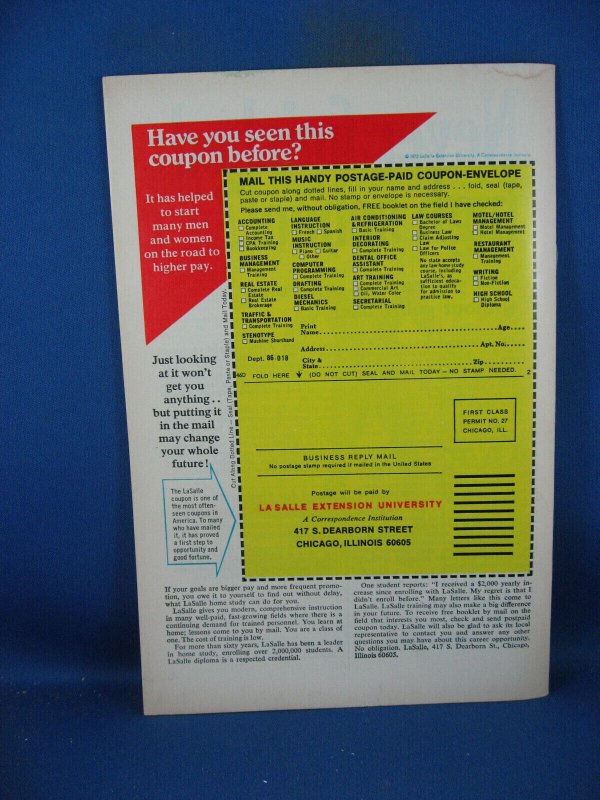 Have you seen this
coupon before?
© 1972 LaSalle Extension University, A Correspondence Institution
It has helped
to start
many men
and women
on the road to
higher pay.
Just looking
at it won't
get you
anything . .
but putting it
in the mail
may change
your whole
future!
The LaSalle
coupon is one of
the most often-
seen coupons in
America. To many
who have mailed
it, it has proved
a first step to
opportunity and
good fortune.
Cut Along Dotted Line — Seal (Tape, Paste or Staple) and Mail Today
MAIL THIS HANDY POSTAGE-PAID COUPON-ENVELOPE
Cut coupon along dotted lines, fill in your name and address . . . fold, seal (tape,
paste or staple) and mail. No stamp or envelope is necessary.
Please send me, without obligation, FREE booklet on the field I have checked:
ACCOUNTING
Complete
Accounting
Income Tax
CPA Training
Bookkeeping
BUSINESS
MANAGEMENT
Management
Training
REAL ESTATE
Complete Real
Estate
Real Estate
Brokerage
TRAFFIC &
TRANSPORTATION
Complete Training
STENOTYPE
Machine Shorthand
LANGUAGE
INSTRUCTION
French Spanish
MUSIC
INSTRUCTION
Piano Guitar
Other
COMPUTER
PROGRAMMING
Complete Training
DRAFTING
Complete Training
DIESEL
MECHANICS
Basic Training
AIR CONDITIONING
& REFRIGERATION
Basic Training
INTERIOR
DECORATING
Complete Training
DENTAL OFFICE
ASSISTANT
Complete Training
ART TRAINING
Complete Training
Commercial Art
Oil, Water Color
SECRETARIAL
Complete Training
LAW COURSES
Bachelor of Laws
Degree
Business Law
Claim Adjusting
Law
Law for Police
Officers
No state accepts
any law home study
course, including
LaSalle's, as
sufficient educa-
tion to qualify
for admission to
practice law.
MOTEL/HOTEL
MANAGEMENT
Motel Management
Hotel Management
RESTAURANT
MANAGEMENT
Management
Training
WRITING
Fiction
Non-Fiction
HIGH SCHOOL
High School
Diploma
Print
Name Age
Address Apt. No.
Dept. 86-018 City &
State Zip
FOLD HERE (DO NOT CUT) SEAL AND MAIL TODAY — NO STAMP NEEDED. 2
FIRST CLASS
PERMIT NO. 27
CHICAGO, ILL.
BUSINESS REPLY MAIL
No postage stamp required if mailed in the United States
Postage will be paid by
LA SALLE EXTENSION UNIVERSITY
A Correspondence Institution
417 S. DEARBORN STREET
CHICAGO, ILLINOIS 60605
If your goals are bigger pay and more frequent promo-
tion, you owe it to yourself to find out without delay,
what LaSalle home study can do for you.
LaSalle gives you modern, comprehensive instruction
in many well-paid, fast-growing fields where there is a
continuing demand for trained personnel. You learn at
home; lessons come to you by mail. You are a class of
one. The cost of training is low.
For more than sixty years, LaSalle has been a leader
in home study, enrolling over 2,000,000 students. A
LaSalle diploma is a respected credential.
One student reports: "I received a $2,000 yearly in-
crease since enrolling with LaSalle. My regret is that I
didn't enroll before." Many letters like this come to
LaSalle. LaSalle training may also make a big difference
in your future. To receive free booklet by mail on the
field that interests you most, check and send postpaid
coupon today. LaSalle will also be glad to ask its local
representative to contact you and answer any other
questions you may have about this career opportunity.
No obligation. LaSalle, 417 S. Dearborn St., Chicago,
Illinois 60605.